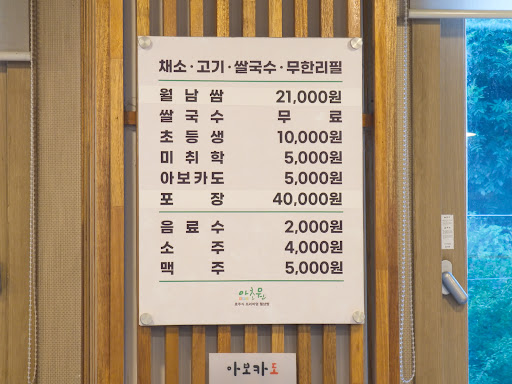 채소·고기·쌀국수·무한리필
월남쌈 21,000원
쌀국수 무료
초등생 10,000원
미취학 5,000원
아보카도 5,000원
포장 40,000원
음료수 2,000원
소주 4,000원
맥주 5,000원
아보카도